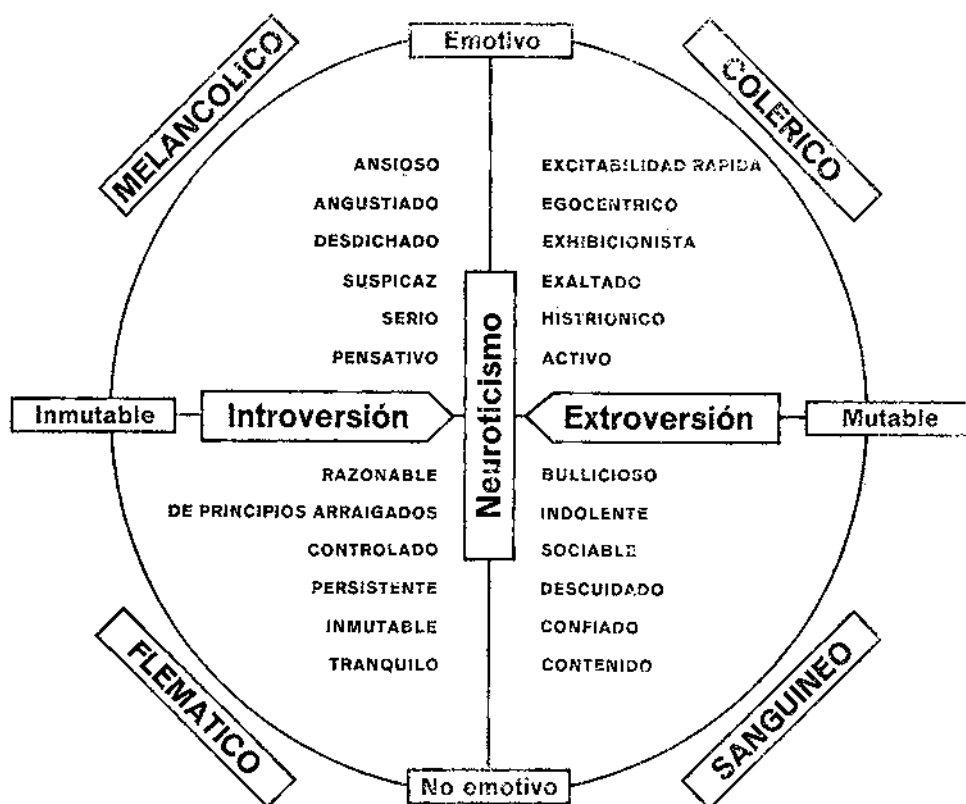 Emotivo
MELANCOLICO
COLERICO
ANSIOSO
ANGUSTIADO
DESDICHADO
SUSPICAZ
SERIO
PENSATIVO
EXCITABILIDAD RAPIDA
EGOCENTRICO
EXHIBICIONISTA
EXALTADO
HISTRIONICO
ACTIVO
Inmutable
Introversión
Neuroticismo
Extroversión
Mutable
RAZONABLE
DE PRINCIPIOS ARRAIGADOS
CONTROLADO
PERSISTENTE
INMUTABLE
TRANQUILO
BULLICIOSO
INDOLENTE
SOCIABLE
DESCUIDADO
CONFIADO
CONTENIDO
FLEMATICO
SANGUINEO
No emotivo